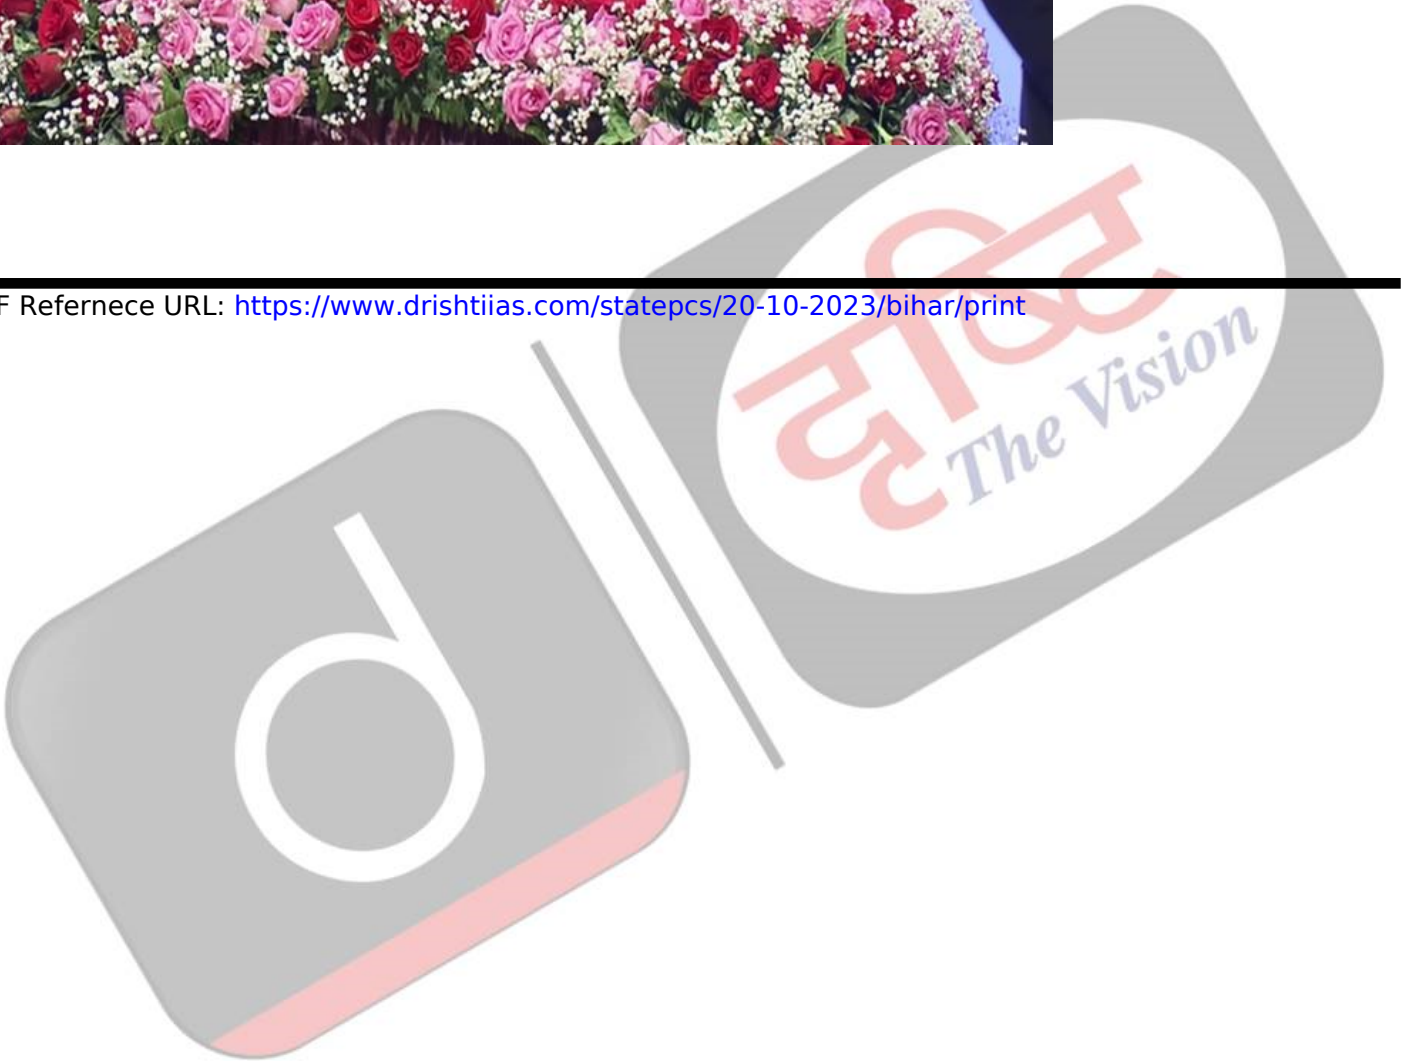 F Refernece URL: https://www.drishtiias.com/statepcs/20-10-2023/bihar/print
दृष्टि
The Vision
d